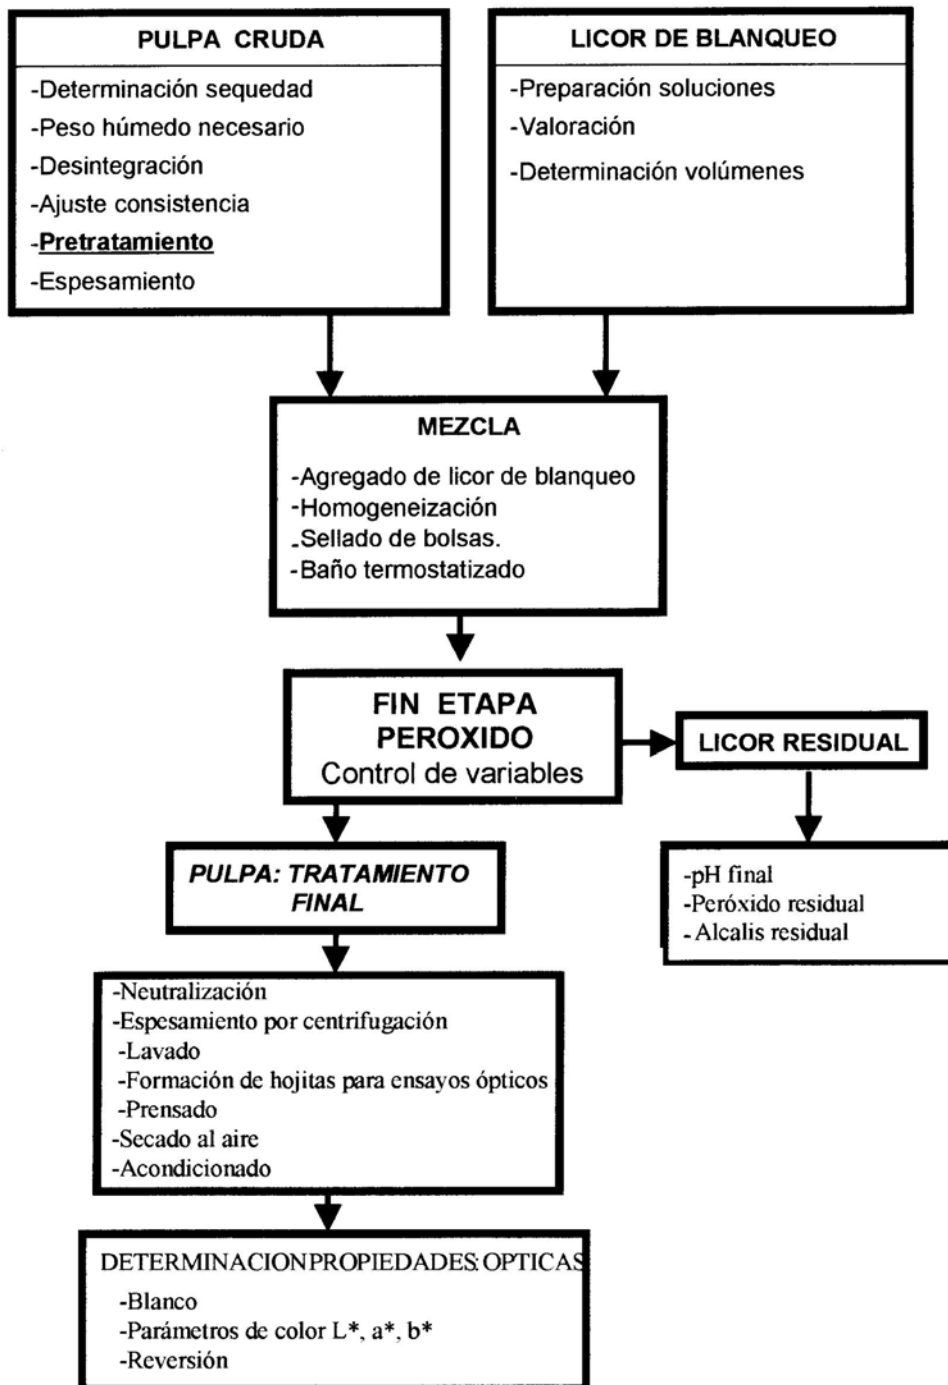 PULPA CRUDA
-Determinación sequedad
-Peso húmedo necesario
-Desintegración
-Ajuste consistencia
-Pretratamiento
-Espesamiento
LICOR DE BLANQUEO
-Preparación soluciones
-Valoración
-Determinación volúmenes
MEZCLA
-Agregado de licor de blanqueo
-Homogeneización
-Sellado de bolsas.
-Baño termostatizado
FIN ETAPA
PEROXIDO
Control de variables
LICOR RESIDUAL
-pH final
-Peróxido residual
-Alcalis residual
PULPA: TRATAMIENTO
FINAL
-Neutralización
-Espesamiento por centrifugación
-Lavado
-Formación de hojitas para ensayos ópticos
-Prensado
-Secado al aire
-Acondicionado
DETERMINACION PROPIEDADES: OPTICAS
-Blanco
-Parámetros de color L*, a*, b*
-Reversión